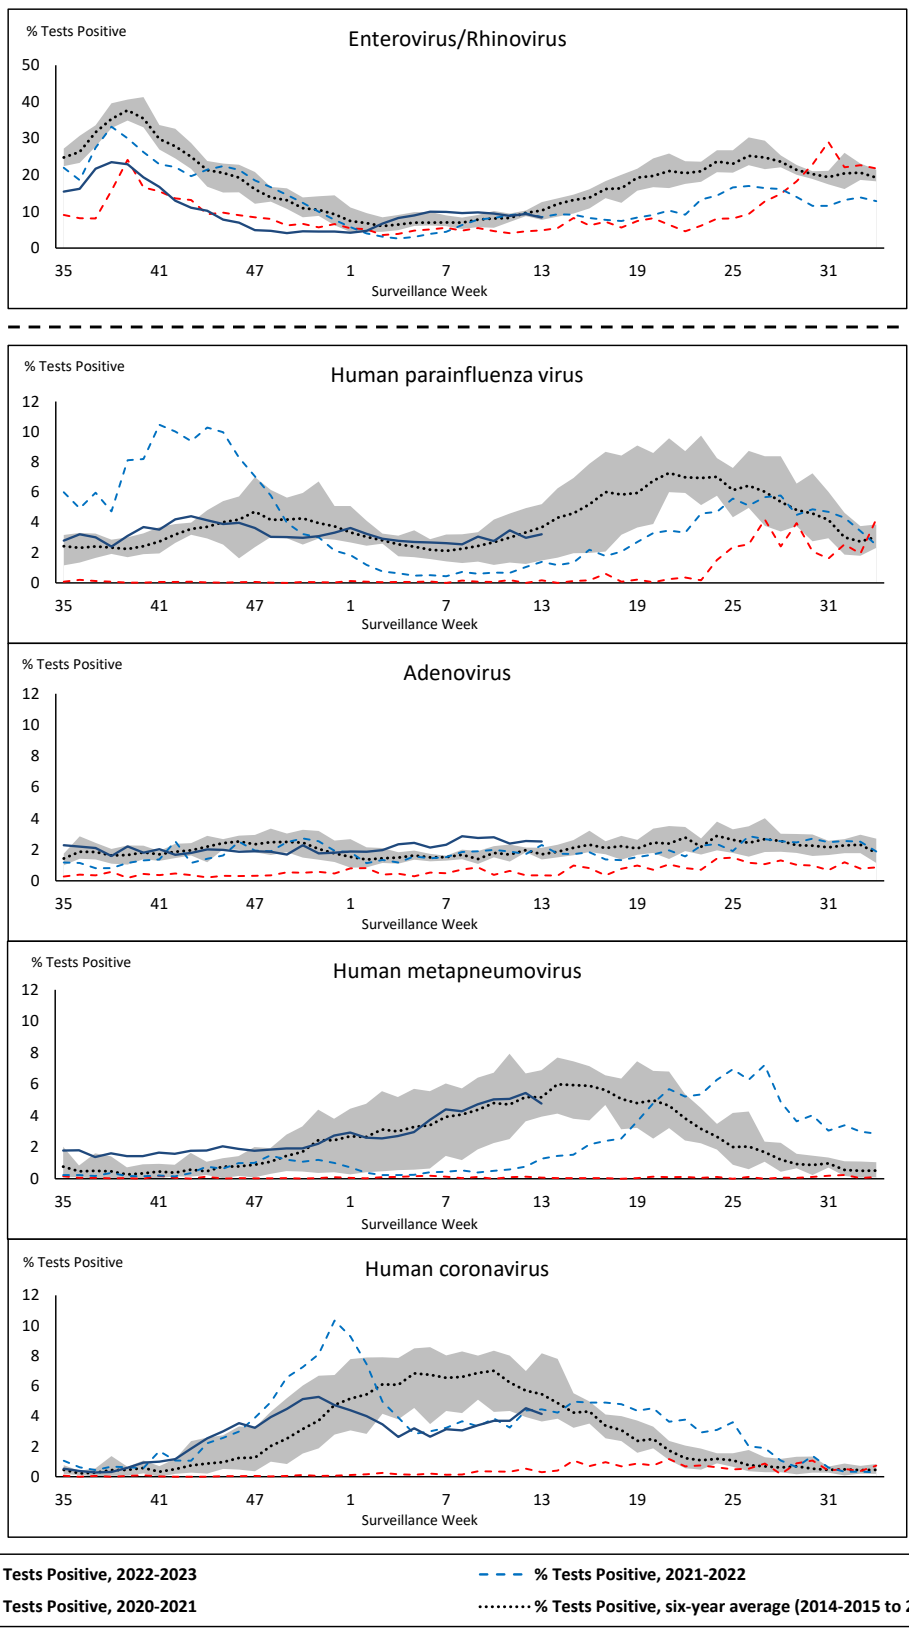 % Tests Positive
Enterovirus/Rhinovirus
50
40
30
20
10
0
35 41 47 1 7 13 19 25 31
Surveillance Week
% Tests Positive
Human parainfluenza virus
12
10
8
6
4
2
0
35 41 47 1 7 13 19 25 31
Surveillance Week
% Tests Positive
Adenovirus
12
10
8
6
4
2
0
35 41 47 1 7 13 19 25 31
Surveillance Week
% Tests Positive
Human metapneumovirus
12
10
8
6
4
2
0
35 41 47 1 7 13 19 25 31
Surveillance Week
% Tests Positive
Human coronavirus
12
10
8
6
4
2
0
35 41 47 1 7 13 19 25 31
Surveillance Week
Tests Positive, 2022-2023 % Tests Positive, 2021-2022
Tests Positive, 2020-2021 % Tests Positive, six-year average (2014-2015 to